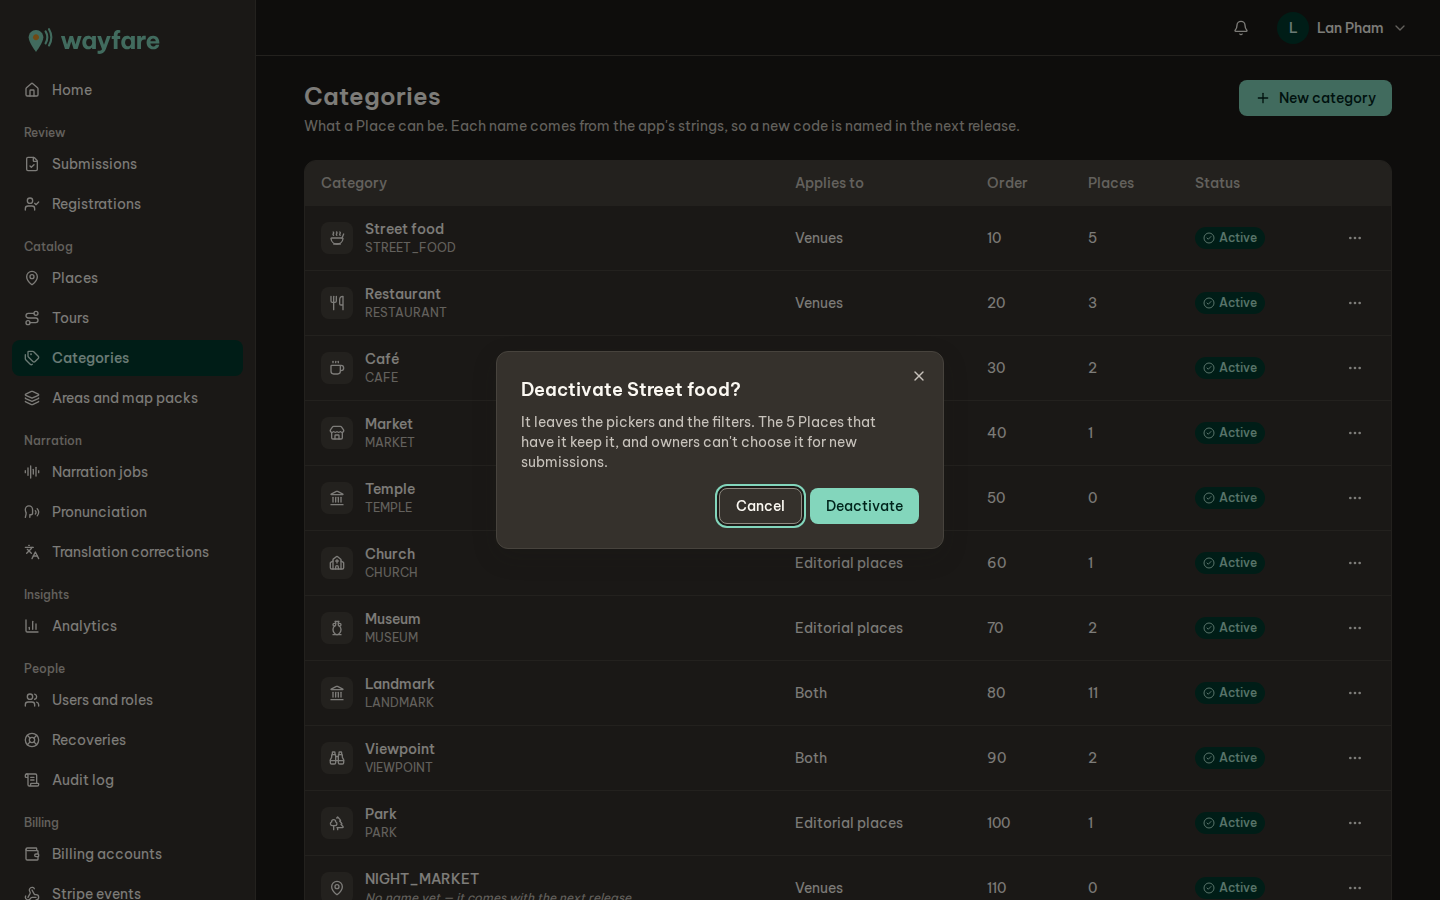 wayfare
Home
Review
Submissions
Registrations
Catalog
Places
Tours
Categories
Areas and map packs
Narration
Narration jobs
Pronunciation
Translation corrections
Insights
Analytics
People
Users and roles
Recoveries
Audit log
Billing
Billing accounts
Stripe events
L Lan Pham
Categories
What a Place can be. Each name comes from the app's strings, so a new code is named in the next release.
New category
Category Applies to Order Places Status
Street food
STREET_FOOD
Venues 10 5 Active
Restaurant
RESTAURANT
Venues 20 3 Active
Café
CAFE
30 2 Active
Market
MARKET
40 1 Active
Temple
TEMPLE
50 0 Active
Church
CHURCH
Editorial places 60 1 Active
Museum
MUSEUM
Editorial places 70 2 Active
Landmark
LANDMARK
Both 80 11 Active
Viewpoint
VIEWPOINT
Both 90 2 Active
Park
PARK
Editorial places 100 1 Active
NIGHT_MARKET
No name yet — it comes with the next release
Venues 110 0 Active
Deactivate Street food?
It leaves the pickers and the filters. The 5 Places that
have it keep it, and owners can't choose it for new
submissions.
Cancel
Deactivate